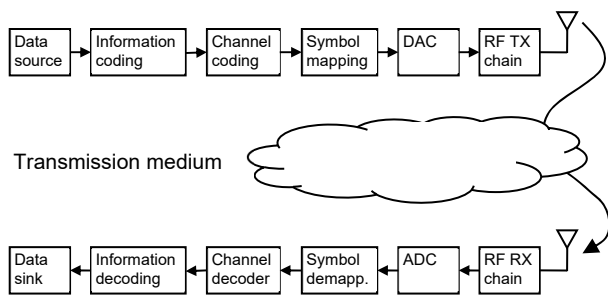 Data
source
Information
coding
Channel
coding
Symbol
mapping
DAC
RF TX
chain
Transmission medium
Data
sink
Information
decoding
Channel
decoder
Symbol
demapp.
ADC
RF RX
chain